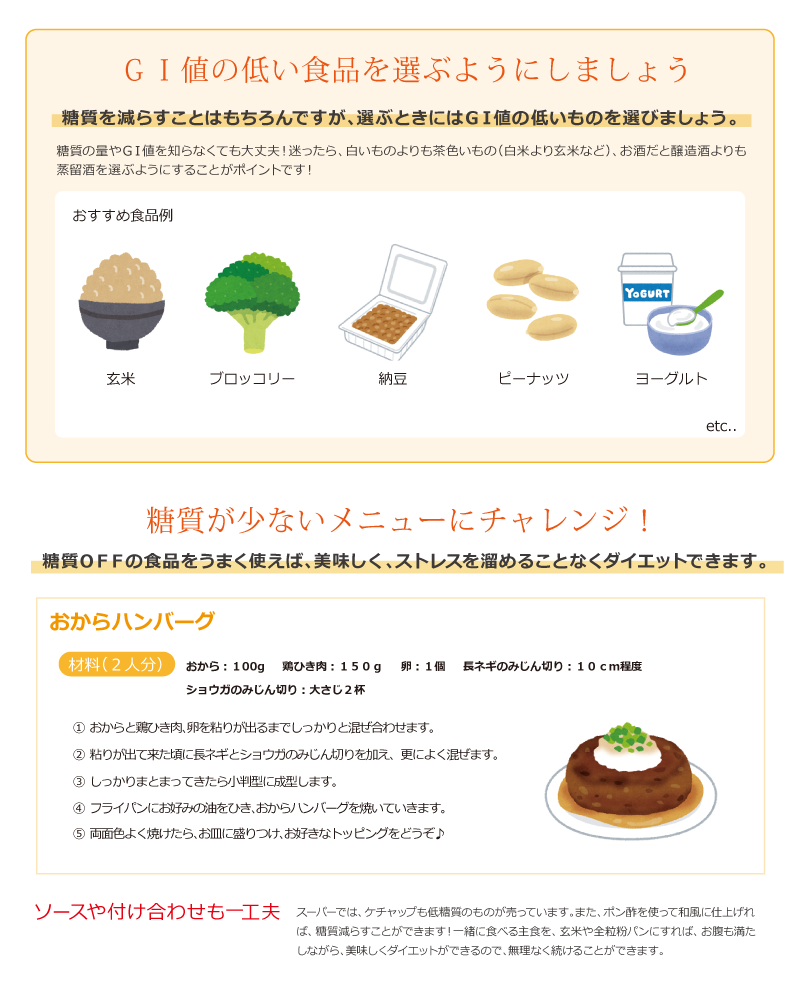 ＧＩ値の低い食品を選ぶようにしましょう
糖質を減らすことはもちろんですが、選ぶときにはＧＩ値の低いものを選びましょう。
糖質の量やＧＩ値を知らなくても大丈夫！迷ったら、白いものよりも茶色いもの（白米より玄米など）、お酒だと醸造酒よりも
蒸留酒を選ぶようにすることがポイントです！
おすすめ食品例
YoGURT
玄米
ブロッコリー
納豆
ピーナッツ
ヨーグルト
etc..
糖質が少ないメニューにチャレンジ！
糖質ＯＦＦの食品をうまく使えば、美味しく、ストレスを溜めることなくダイエットできます。
おからハンバーグ
材料（２人分）
おから：100g　鶏ひき肉：１５０ｇ　卵：１個　長ネギのみじん切り：１０ｃｍ程度
ショウガのみじん切り：大さじ２杯
① おからと鶏ひき肉、卵を粘りが出るまでしっかりと混ぜ合わせます。
② 粘りが出て来た頃に長ネギとショウガのみじん切りを加え、更によく混ぜます。
③ しっかりまとまってきたら小判型に成型します。
④ フライパンにお好みの油をひき、おからハンバーグを焼いていきます。
⑤ 両面色よく焼けたら、お皿に盛りつけ、お好きなトッピングをどうぞ♪
ソースや付け合わせも一工夫
スーパーでは、ケチャップも低糖質のものが売っています。また、ポン酢を使って和風に仕上げれ
ば、糖質減らすことができます！一緒に食べる主食を、玄米や全粒粉パンにすれば、お腹も満た
しながら、美味しくダイエットができるので、無理なく続けることができます。